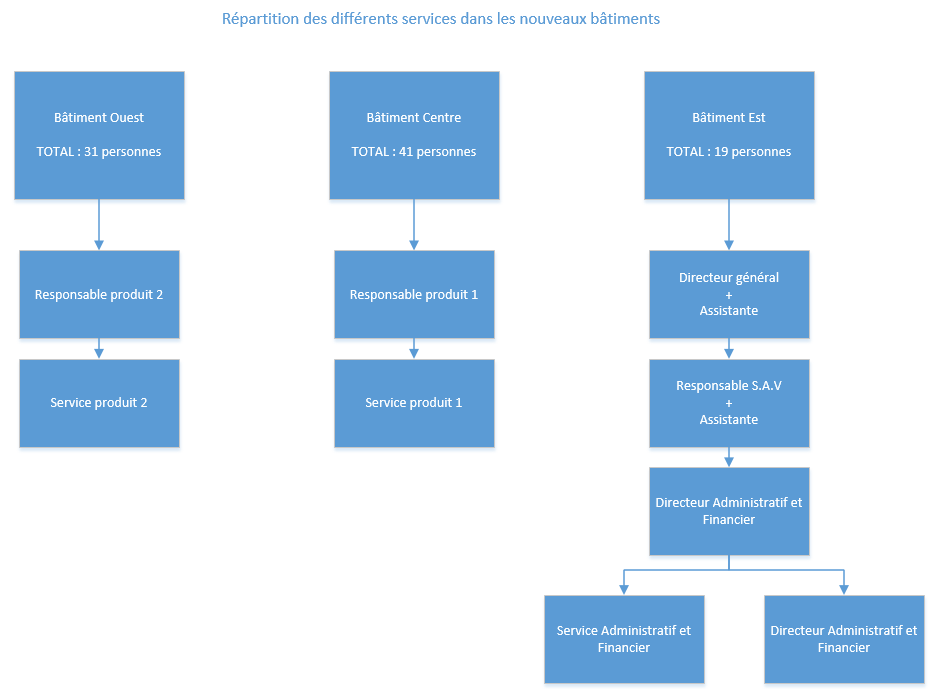 Répartition des différents services dans les nouveaux bâtiments
Bâtiment Ouest
TOTAL : 31 personnes
Responsable produit 2
Service produit 2
Bâtiment Centre
TOTAL : 41 personnes
Responsable produit 1
Service produit 1
Bâtiment Est
TOTAL : 19 personnes
Directeur général
+
Assistante
Responsable S.A.V
+
Assistante
Directeur Administratif et
Financier
Service Administratif et
Financier
Directeur Administratif et
Financier